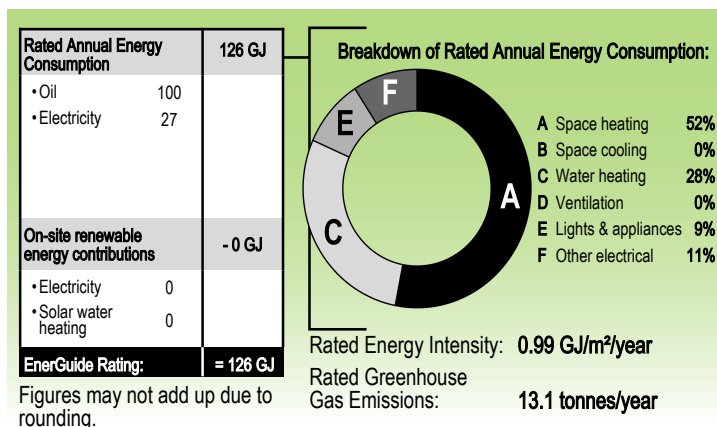 Rated Annual Energy
Consumption
126 GJ
• Oil 100
• Electricity 27
On-site renewable
energy contributions
- 0 GJ
• Electricity 0
• Solar water
heating 0
EnerGuide Rating: = 126 GJ
Figures may not add up due to
rounding.
Breakdown of Rated Annual Energy Consumption:
F
E
A
C
A Space heating 52%
B Space cooling 0%
C Water heating 28%
D Ventilation 0%
E Lights & appliances 9%
F Other electrical 11%
Rated Energy Intensity: 0.99 GJ/m²/year
Rated Greenhouse
Gas Emissions: 13.1 tonnes/year